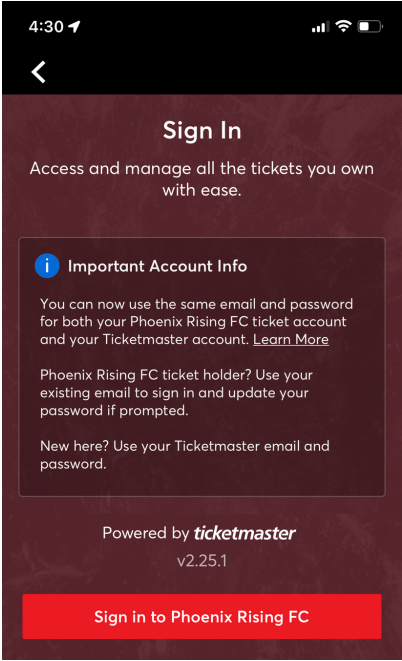 4:30
Sign In
Access and manage all the tickets you own
with ease.
i
Important Account Info
You can now use the same email and password
for both your Phoenix Rising FC ticket account
and your Ticketmaster account. Learn More
Phoenix Rising FC ticket holder? Use your
existing email to sign in and update your
password if prompted.
New here? Use your Ticketmaster email and
password.
Powered by ticketmaster
v2.25.1
Sign in to Phoenix Rising FC